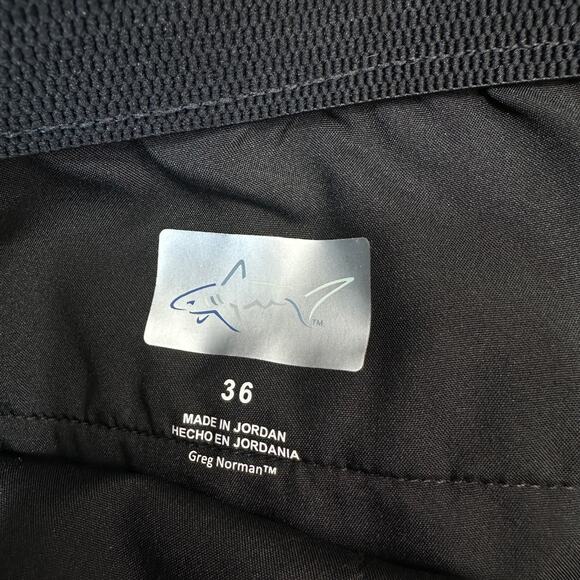 TM
36
MADE IN JORDAN
HECHO EN JORDANIA
Greg Norman™